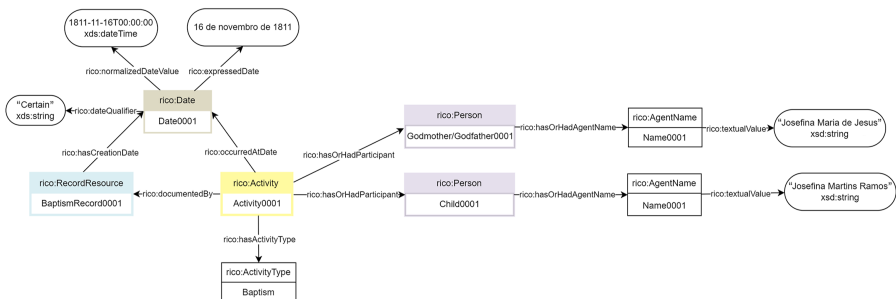 1811-11-16T00:00:00
xds:dateTime
16 de novembro de 1811
rico:normalizedDateValue
rico:expressedDate
"Certain"
xds:string
rico:dateQualifier
rico:Date
Date0001
rico:hasCreationDate
rico:occurredAtDate
rico:Person
Godmother/Godfather0001
rico:hasOrHadAgentName
rico:AgentName
Name0001
rico:textualValue
"Josefina Maria de Jesus"
xsd:string
rico:hasOrHadParticipant
rico:RecordResource
BaptismRecord0001
rico:documentedBy
rico:Activity
Activity0001
rico:hasOrHadParticipant
rico:Person
Child0001
rico:hasOrHadAgentName
rico:AgentName
Name0001
rico:textualValue
"Josefina Martins Ramos"
xsd:string
rico:hasActivityType
rico:ActivityType
Baptism